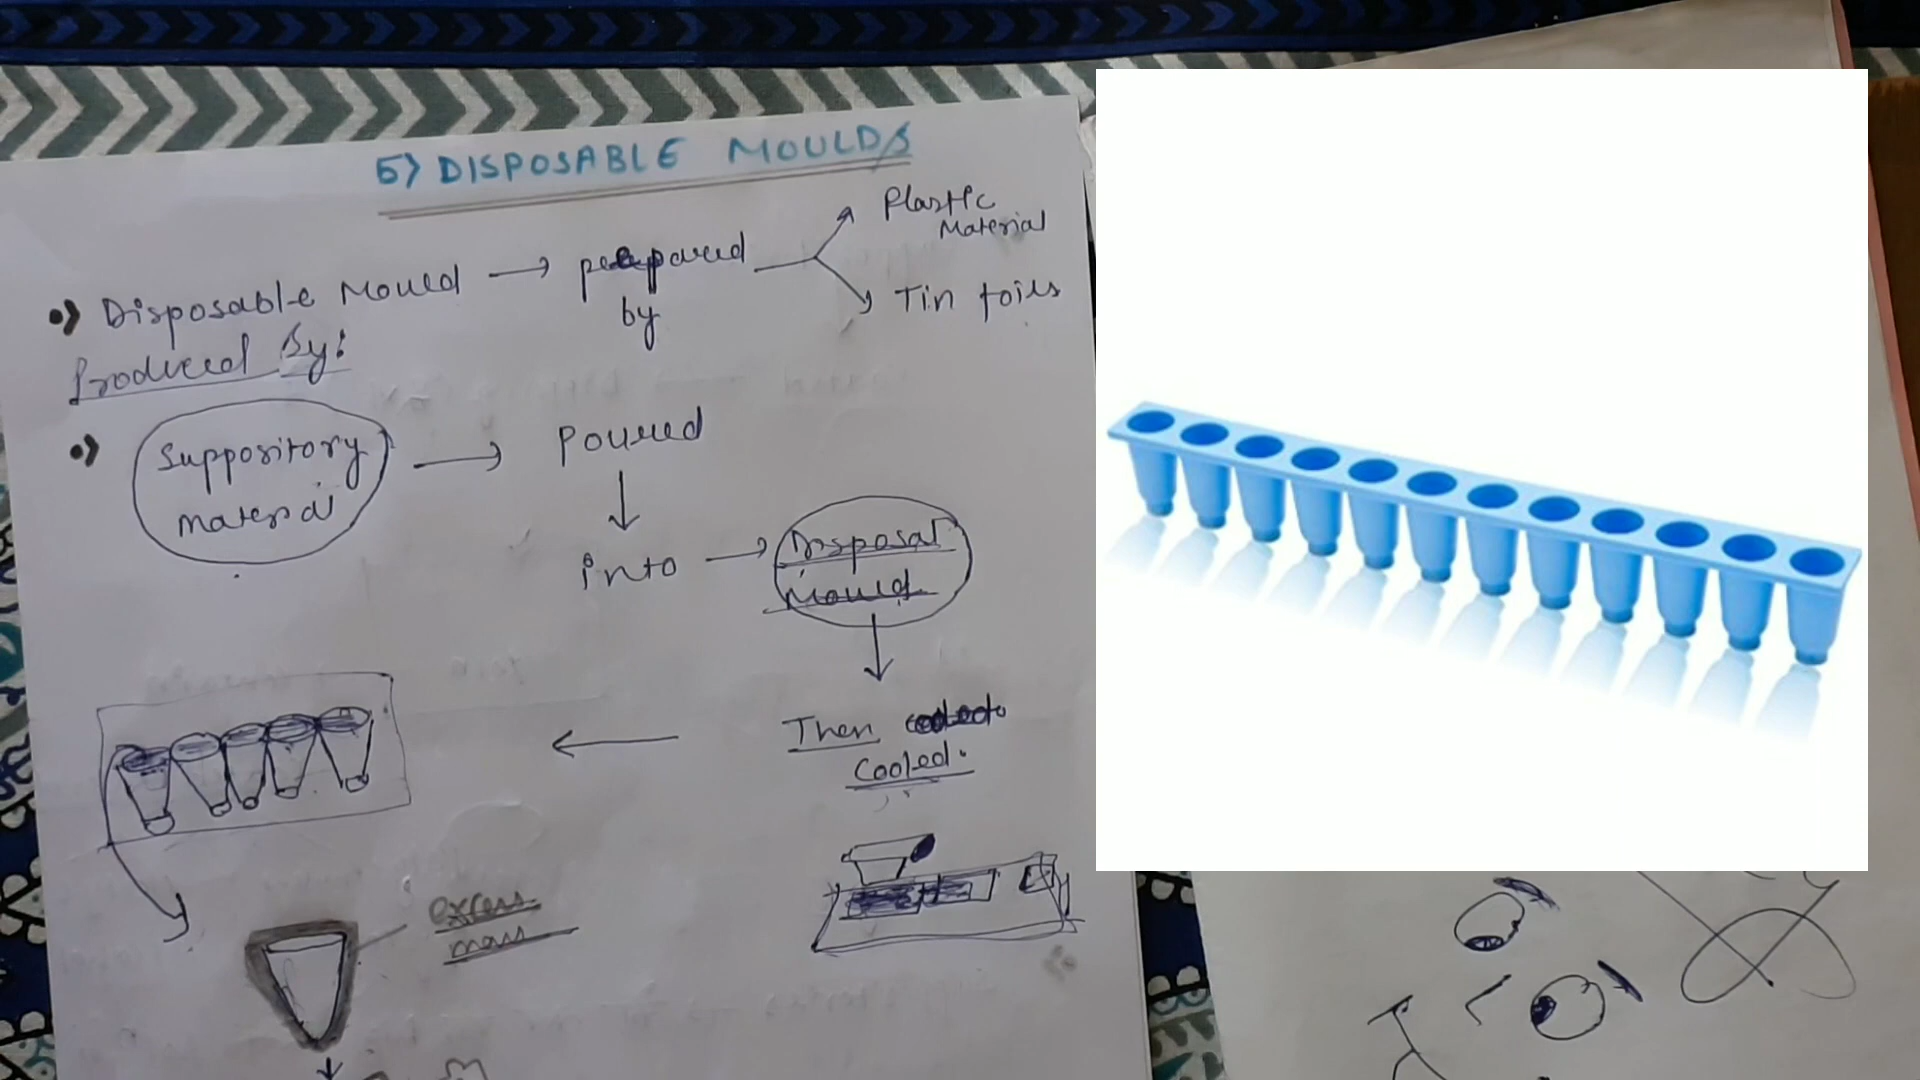 5) DISPOSABLE MOULDS
Plastic
Material
•) Disposable Mould → prepared
by
Tin foils
Produced By:
•) Suppository
material
→ Poured
into → Disposal
Mould
Then
Cooled.
excess
mass